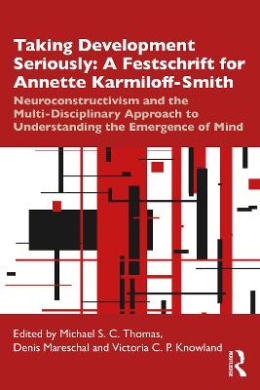 Taking Development
Seriously: A Festschrift for
Annette Karmiloff-Smith
Neuroconstructivism and the
Multi-Disciplinary Approach to
Understanding the Emergence of Mind
Edited by Michael S. C. Thomas,
Denis Mareschal and Victoria C. P. Knowland
ROUTLEDGE